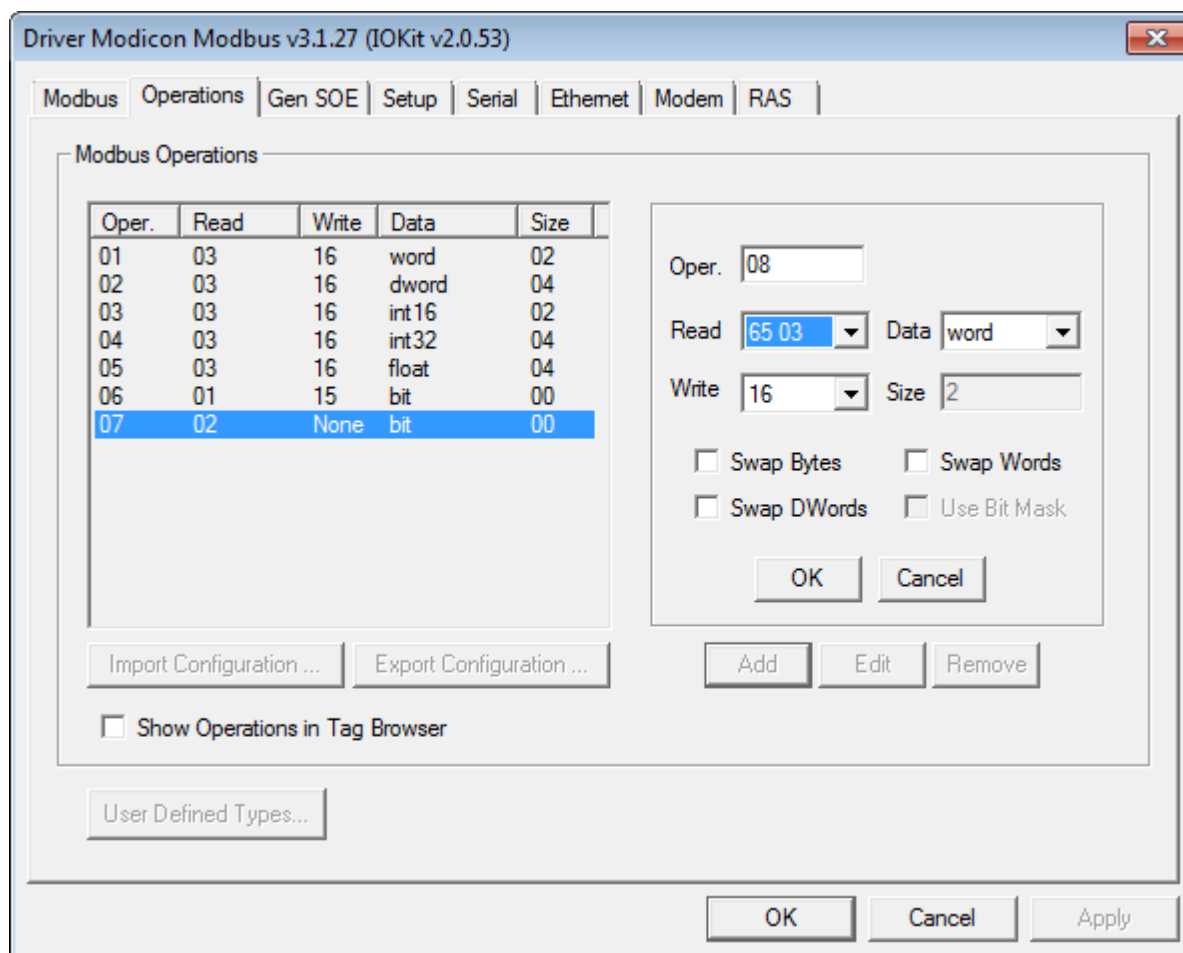 Driver Modicon Modbus v3.1.27 (IOKit v2.0.53)
Modbus Operations Gen SOE Setup Serial Ethernet Modem RAS
Modbus Operations
Oper. Read Write Data Size
01 03 16 word 02
02 03 16 dword 04
03 03 16 int16 02
04 03 16 int32 04
05 03 16 float 04
06 01 15 bit 00
07 02 None bit 00
Oper. 08
Read 65 03 Data word
Write 16 Size 2
Swap Bytes Swap Words
Swap DWords Use Bit Mask
OK Cancel
Import Configuration ... Export Configuration ... Add Edit Remove
Show Operations in Tag Browser
User Defined Types...
OK Cancel Apply